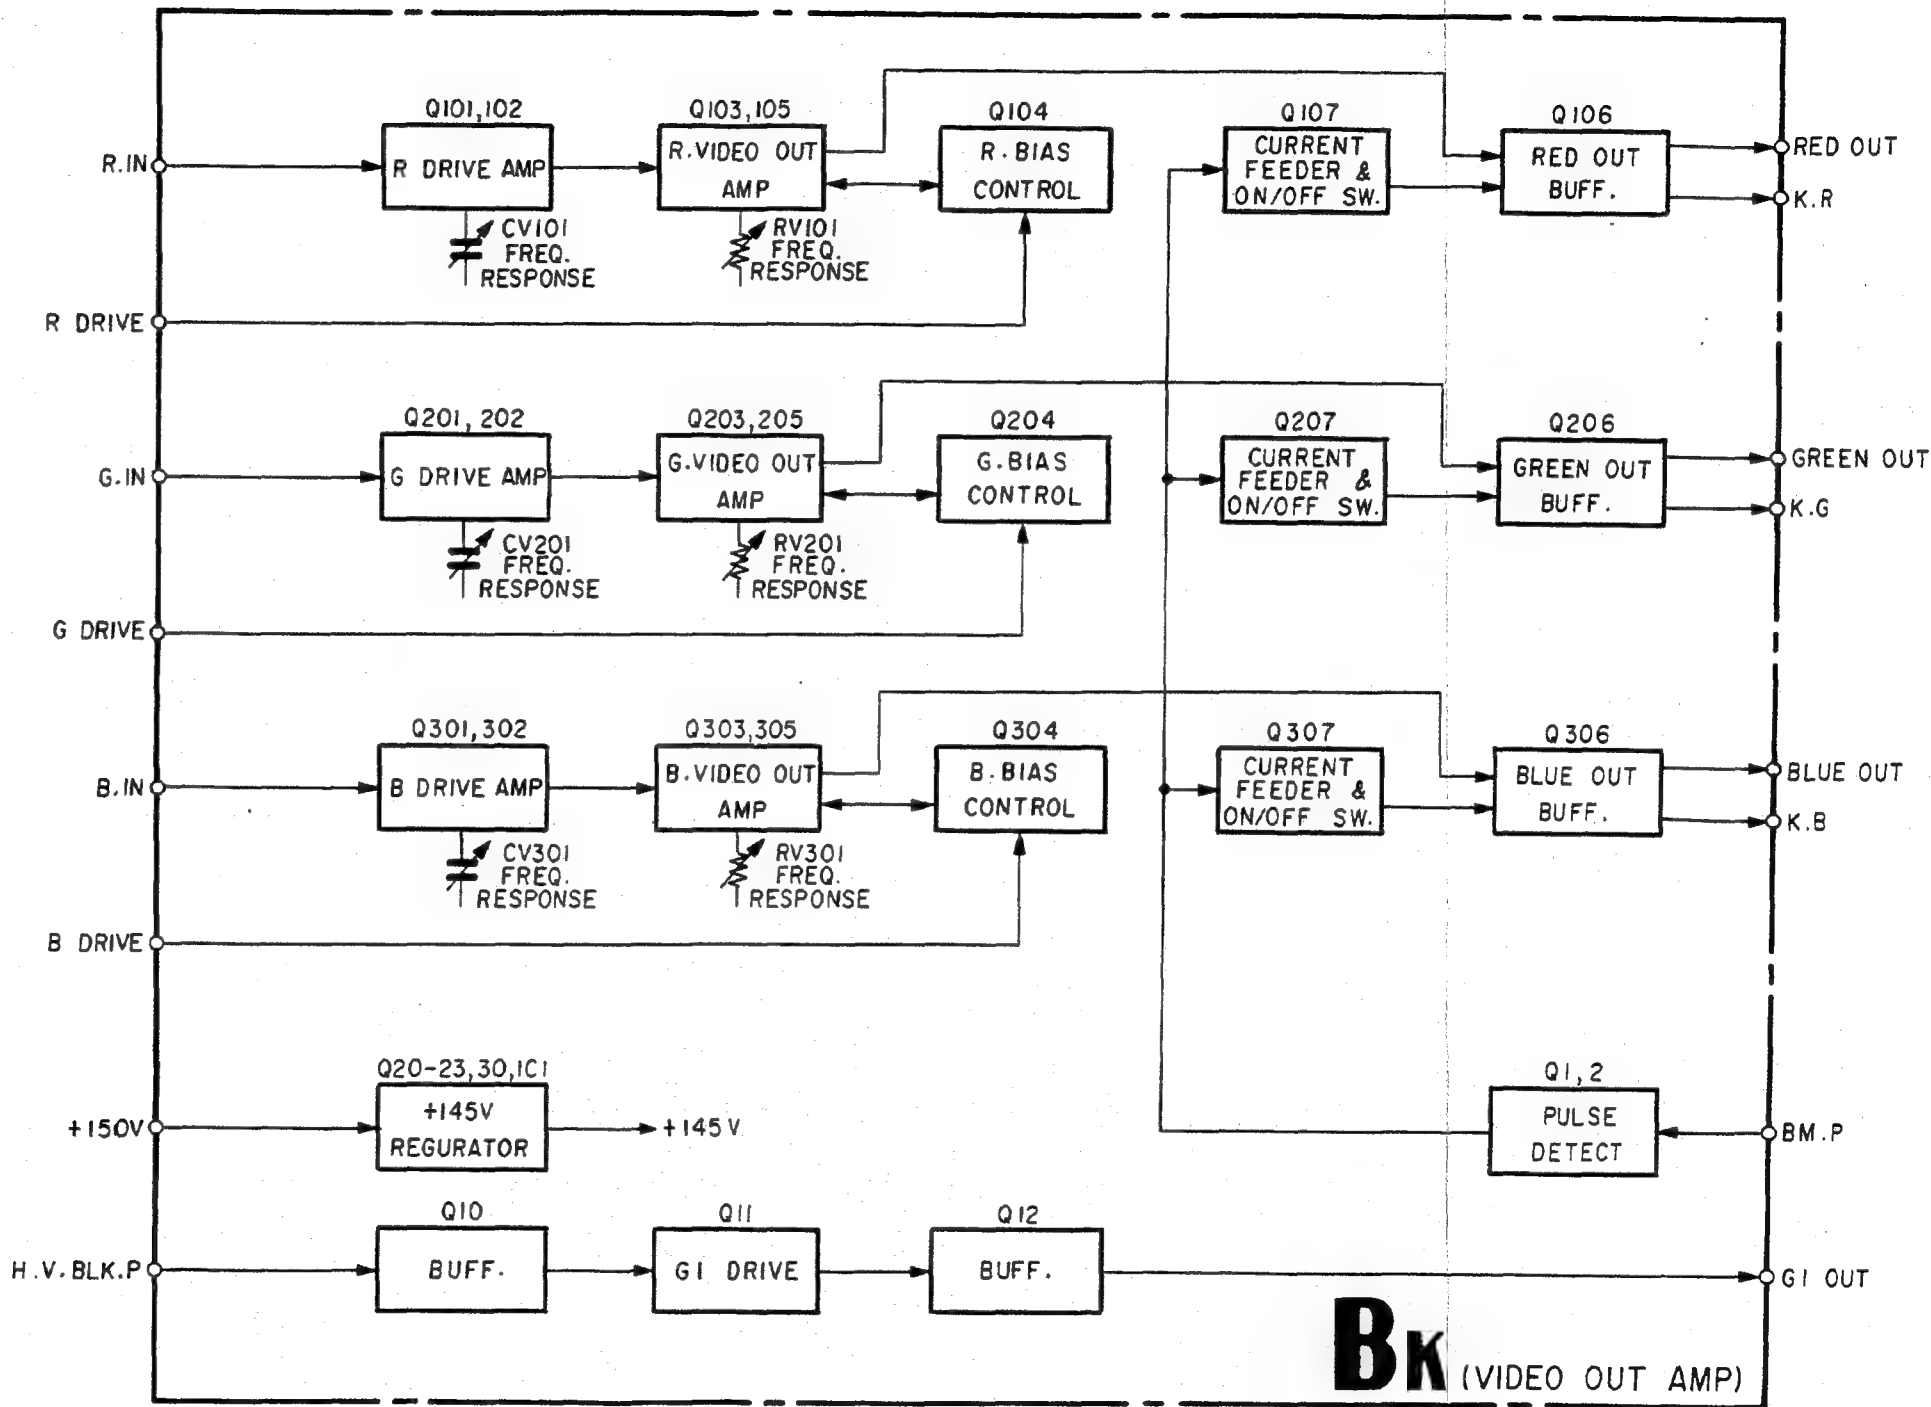 Q101,102
Q103,105
Q104
Q107
Q106
R.IN
R DRIVE AMP
R.VIDEO OUT
AMP
R.BIAS
CONTROL
CURRENT
FEEDER &
ON/OFF SW.
RED OUT
BUFF.
RED OUT
K.R
CV101
FREQ.
RESPONSE
RV101
FREQ.
RESPONSE
R DRIVE
Q201,202
Q203,205
Q204
Q207
Q206
G.IN
G DRIVE AMP
G.VIDEO OUT
AMP
G.BIAS
CONTROL
CURRENT
FEEDER &
ON/OFF SW.
GREEN OUT
BUFF.
GREEN OUT
K.G
CV201
FREQ.
RESPONSE
RV201
FREQ.
RESPONSE
G DRIVE
Q301,302
Q303,305
Q304
Q307
Q306
B.IN
B DRIVE AMP
B.VIDEO OUT
AMP
B.BIAS
CONTROL
CURRENT
FEEDER &
ON/OFF SW.
BLUE OUT
BUFF.
BLUE OUT
K.B
CV301
FREQ.
RESPONSE
RV301
FREQ.
RESPONSE
B DRIVE
Q20-23,30,IC1
+150V
+145V
REGURATOR
+145V
Q1,2
PULSE
DETECT
BM.P
Q10
Q11
Q12
H.V.BLK.P
BUFF.
G1 DRIVE
BUFF.
G1 OUT
BK (VIDEO OUT AMP)